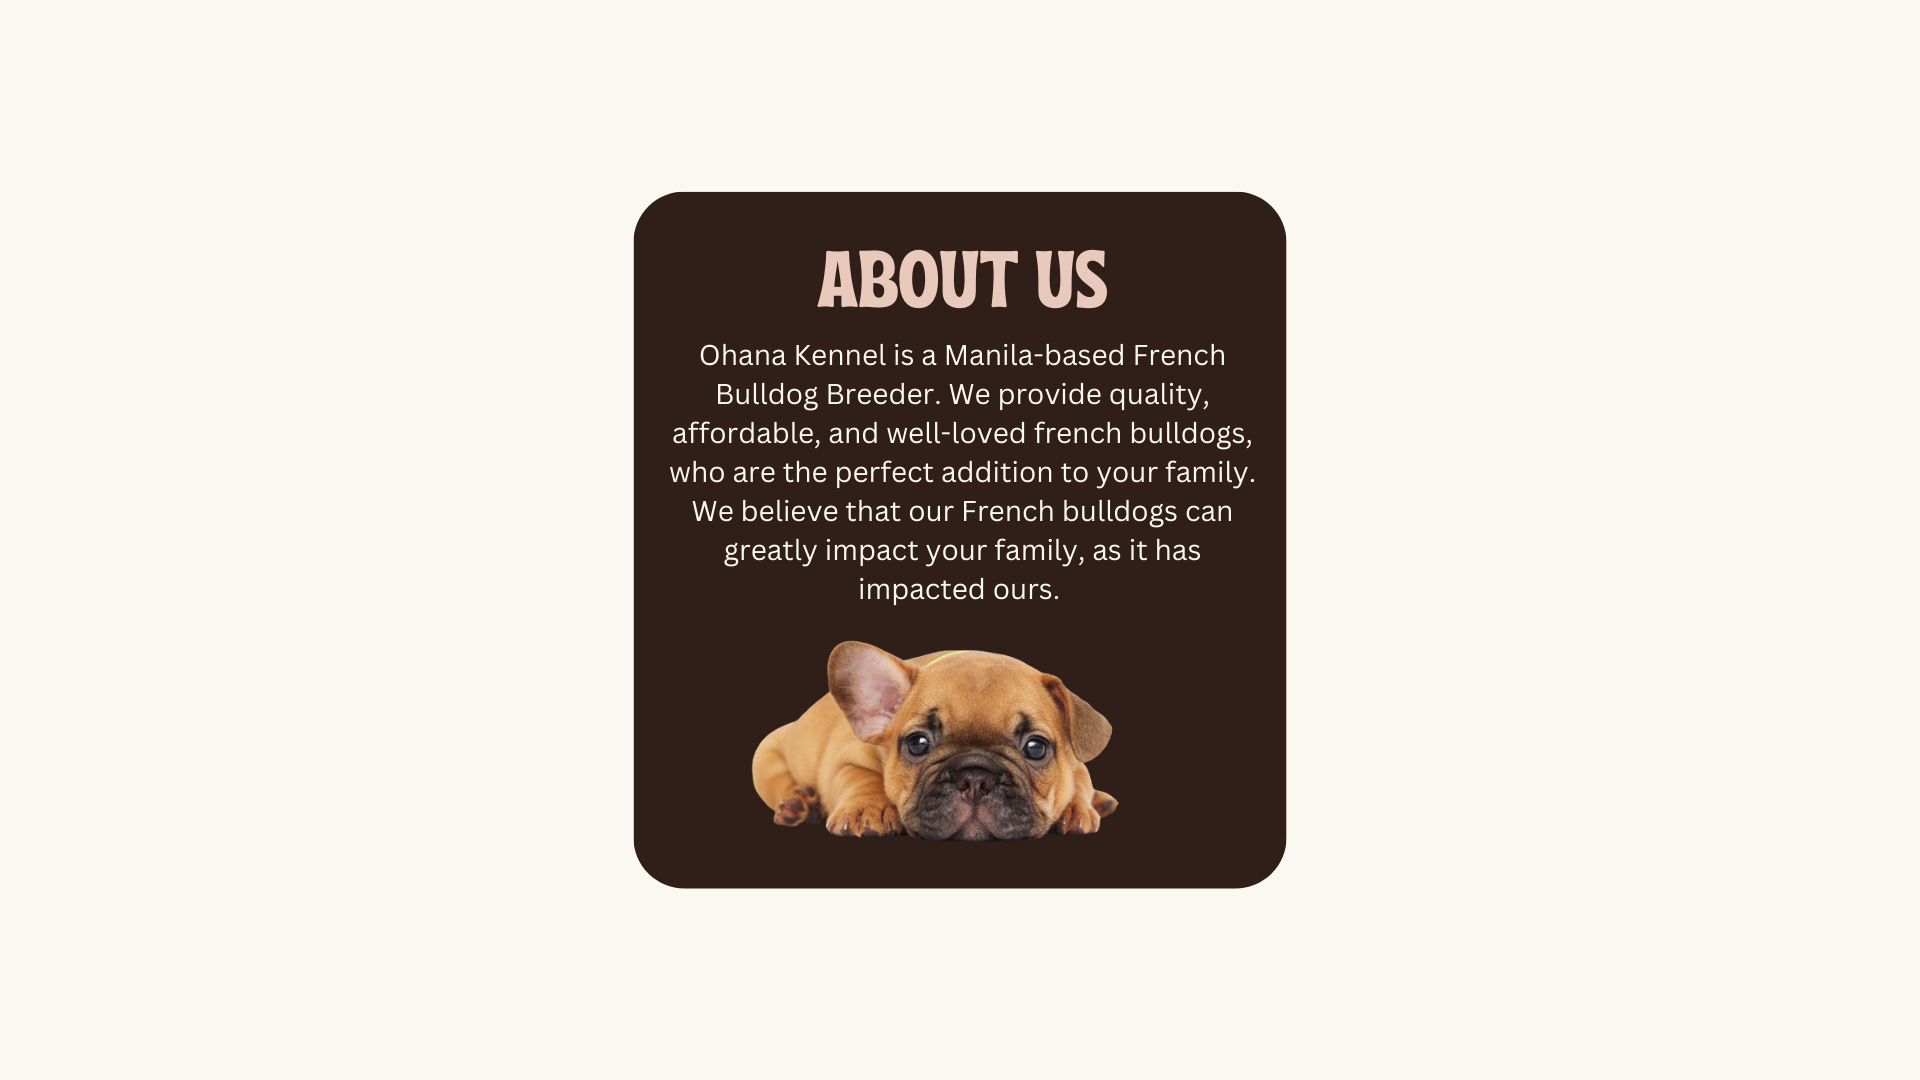 ABOUT US
Ohana Kennel is a Manila-based French
Bulldog Breeder. We provide quality,
affordable, and well-loved french bulldogs,
who are the perfect addition to your family.
We believe that our French bulldogs can
greatly impact your family, as it has
impacted ours.